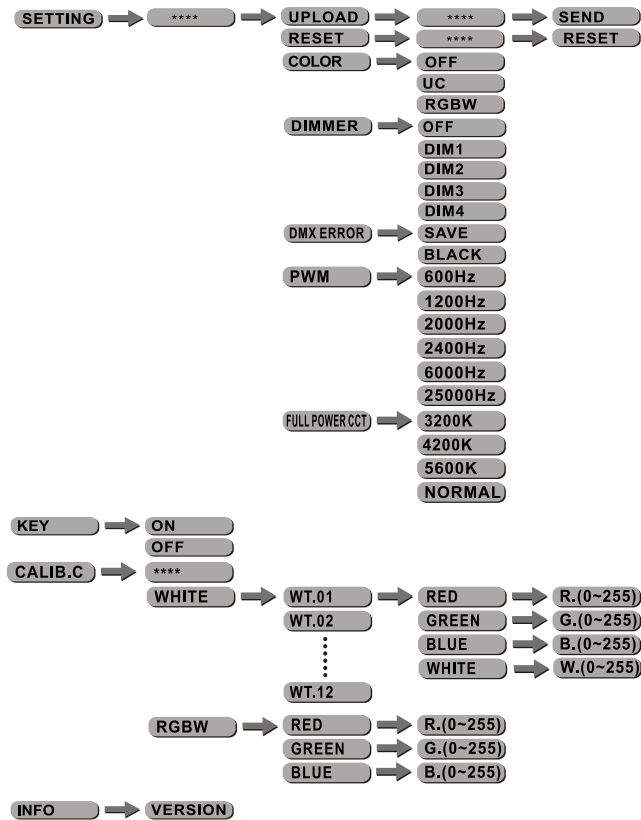 SETTING **** UPLOAD **** SEND
RESET **** RESET
COLOR OFF
UC
RGBW
DIMMER OFF
DIM1
DIM2
DIM3
DIM4
DMX ERROR SAVE
BLACK
PWM 600Hz
1200Hz
2000Hz
2400Hz
6000Hz
25000Hz
FULL POWER CCT 3200K
4200K
5600K
NORMAL
KEY ON
OFF
CALIB.C ****
WHITE WT.01 RED R.(0~255)
WT.02 GREEN G.(0~255)
BLUE B.(0~255)
WHITE W.(0~255)
WT.12
RGBW RED R.(0~255)
GREEN G.(0~255)
BLUE B.(0~255)
INFO VERSION